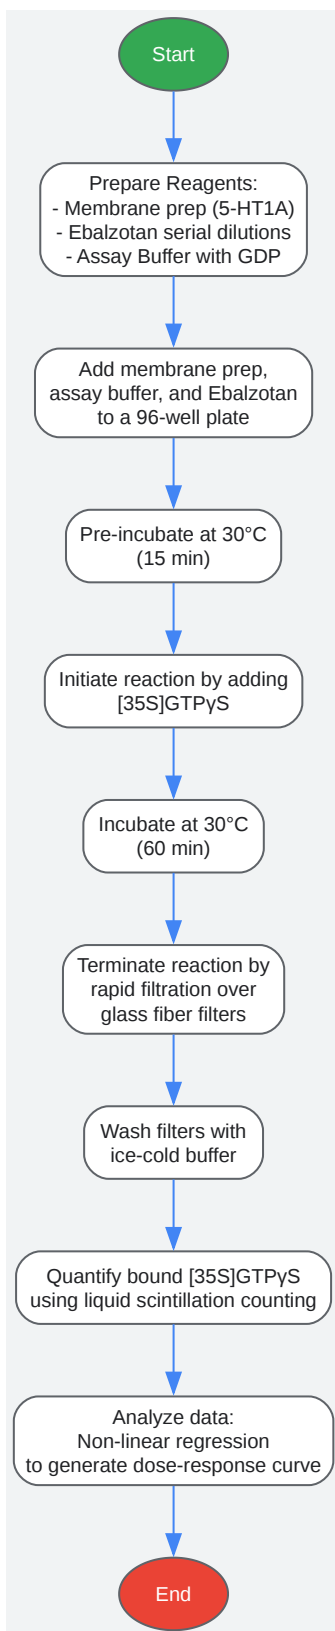 Start
Prepare Reagents:
- Membrane prep (5-HT1A)
- Ebalzotan serial dilutions
- Assay Buffer with GDP
Add membrane prep,
assay buffer, and Ebalzotan
to a 96-well plate
Pre-incubate at 30°C
(15 min)
Initiate reaction by adding
[35S]GTPγS
Incubate at 30°C
(60 min)
Terminate reaction by
rapid filtration over
glass fiber filters
Wash filters with
ice-cold buffer
Quantify bound [35S]GTPγS
using liquid scintillation counting
Analyze data:
Non-linear regression
to generate dose-response curve
End